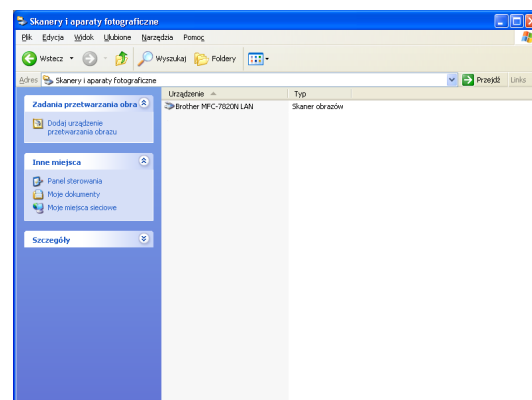 Skanery i aparaty fotograficzne
Plik Edycja Widok Ulubione Narzędzia Pomoc
Wstecz Wyszukaj Foldery
Adres Skanery i aparaty fotograficzne Przejdź Links
Urządzenie Typ
Zadania przetwarzania obra
Brother MFC-7820N LAN Skaner obrazów
Dodaj urządzenie
przetwarzania obrazu
Inne miejsca
Panel sterowania
Moje dokumenty
Moje miejsca sieciowe
Szczegóły